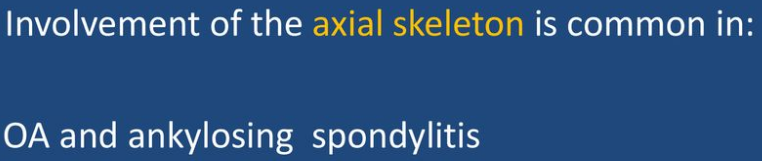 Involvement of the axial skeleton is common in:
OA and ankylosing spondylitis